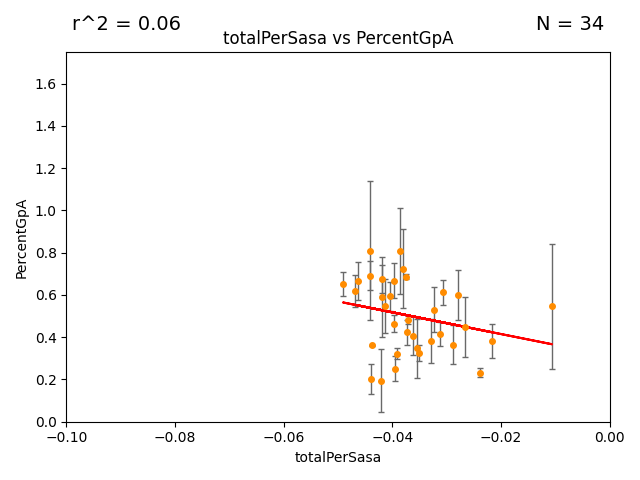 r^2 = 0.06
N = 34
totalPerSasa vs PercentGpA
PercentGpA
1.6
1.4
1.2
1.0
0.8
0.6
0.4
0.2
0.0
−0.10 −0.08 −0.06 −0.04 −0.02 0.00
totalPerSasa